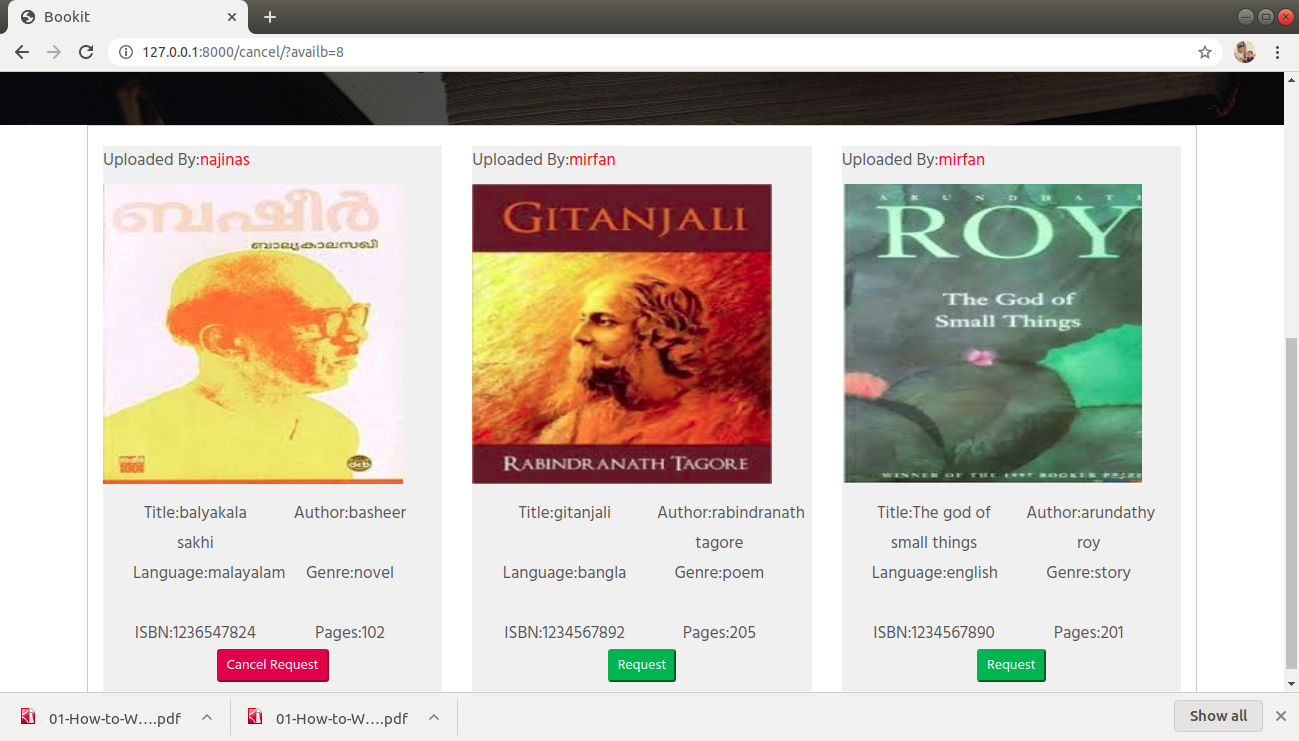 Bookit
127.0.0.1:8000/cancel/?availb=8
Uploaded By:najinas
ബഷീർ
ബാല്യകാലസഖി
dcb
Title:balyakala sakhi
Author:basheer
Language:malayalam
Genre:novel
ISBN:1236547824
Pages:102
Cancel Request
Uploaded By:mirfan
GITANJALI
RABINDRANATH TAGORE
Title:gitanjali
Author:rabindranath tagore
Language:bangla
Genre:poem
ISBN:1234567892
Pages:205
Request
Uploaded By:mirfan
ARUNDHATI
ROY
The God of
Small Things
WINNER OF THE 1997 BOOKER PRIZE
Title:The god of small things
Author:arundathy roy
Language:english
Genre:story
ISBN:1234567890
Pages:201
Request
01-How-to-W….pdf
01-How-to-W….pdf
Show all